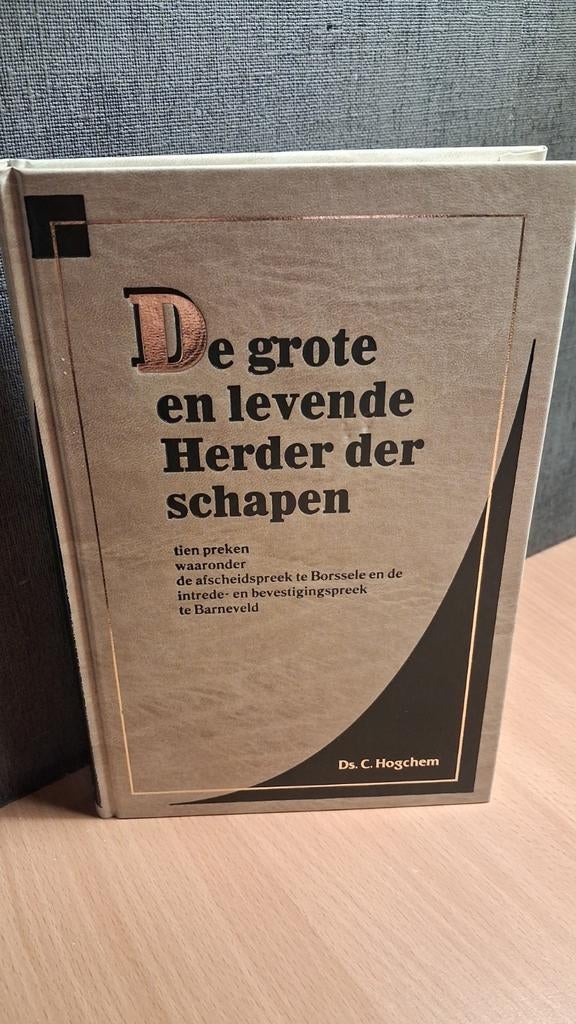 De grote
en levende
Herder der
schapen
tien preken
waaronder
de afscheidspreek te Borssele en de
intrede- en bevestigingspreek
te Barneveld
Ds. C. Hogchem